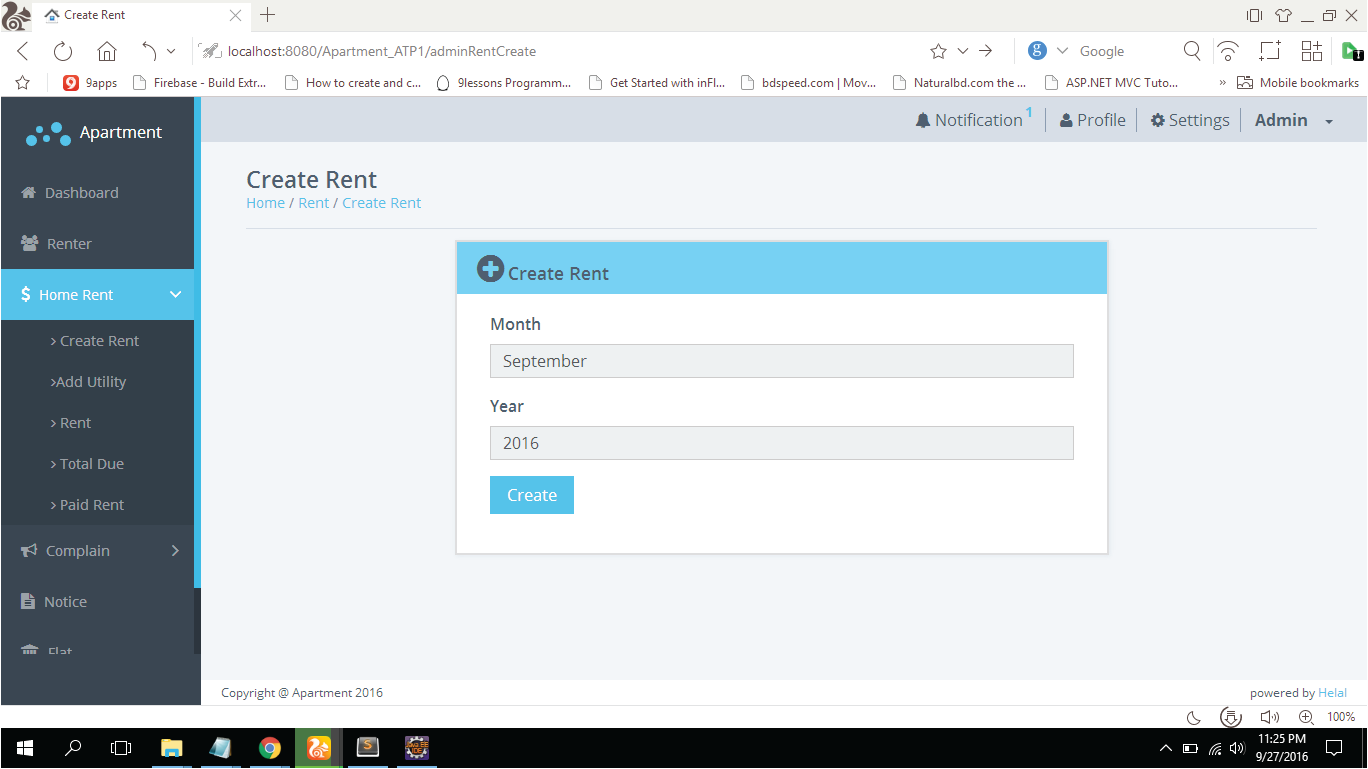 Create Rent
localhost:8080/Apartment_ATP1/adminRentCreate
g
Google
T
9apps
Firebase - Build Extr...
How to create and c...
9lessons Programm...
Get Started with inFl...
bdspeed.com | Mov...
Naturalbd.com the ...
ASP.NET MVC Tuto...
»
Mobile bookmarks
Apartment
Notification 1
Profile
Settings
Admin
Dashboard
Renter
$ Home Rent
> Create Rent
>Add Utility
> Rent
> Total Due
> Paid Rent
Complain
Notice
Flat
Create Rent
Home / Rent / Create Rent
Create Rent
Month
September
Year
2016
Create
Copyright @ Apartment 2016
powered by Helal
100%
S
Java EE
IDE
11:25 PM
9/27/2016